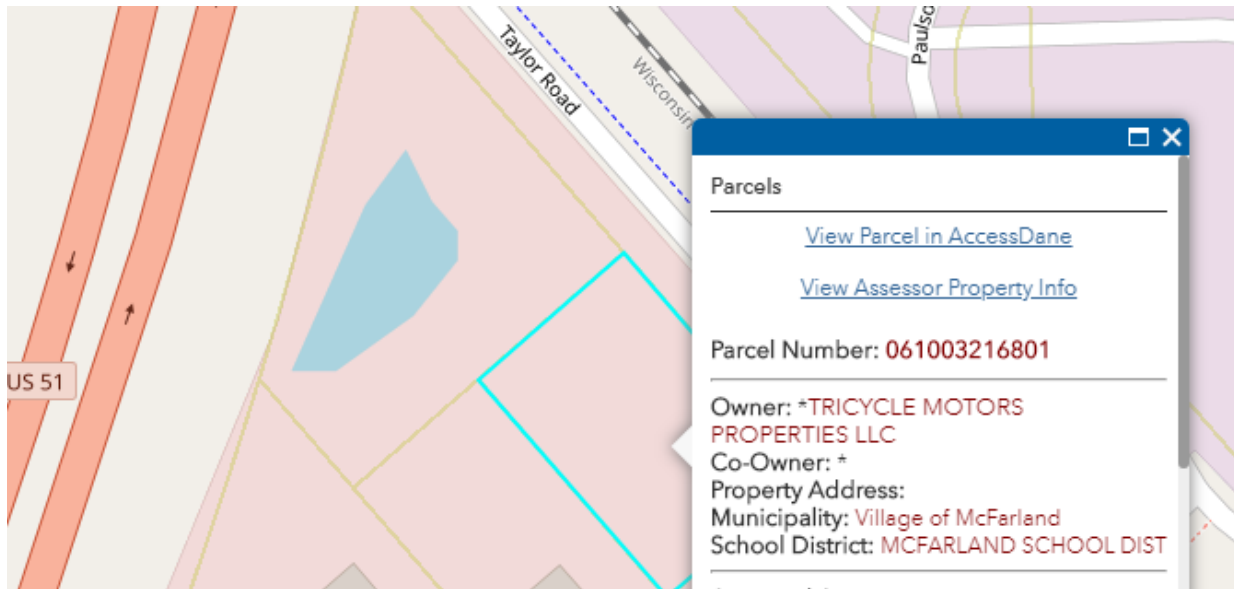 Taylor Road
Wisconsin
Paulso
US 51
Parcels
View Parcel in AccessDane
View Assessor Property Info
Parcel Number: 061003216801
Owner: *TRICYCLE MOTORS
PROPERTIES LLC
Co-Owner: *
Property Address:
Municipality: Village of McFarland
School District: MCFARLAND SCHOOL DIST